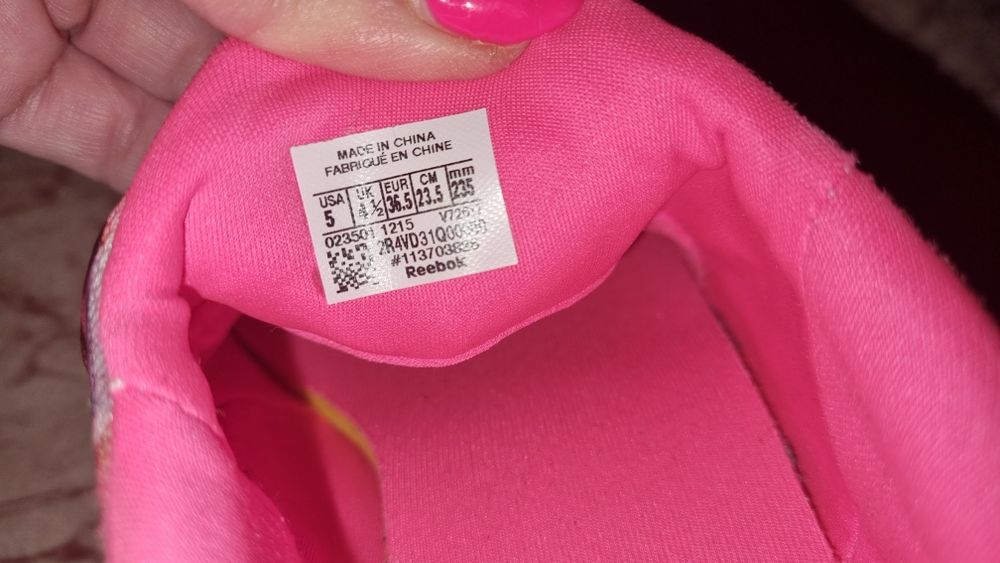 MADE IN CHINA
FABRIQUÉ EN CHINE
USA UK EUR CM mm
5 4½ 36.5 23.5 235
023501 1215
Reebok